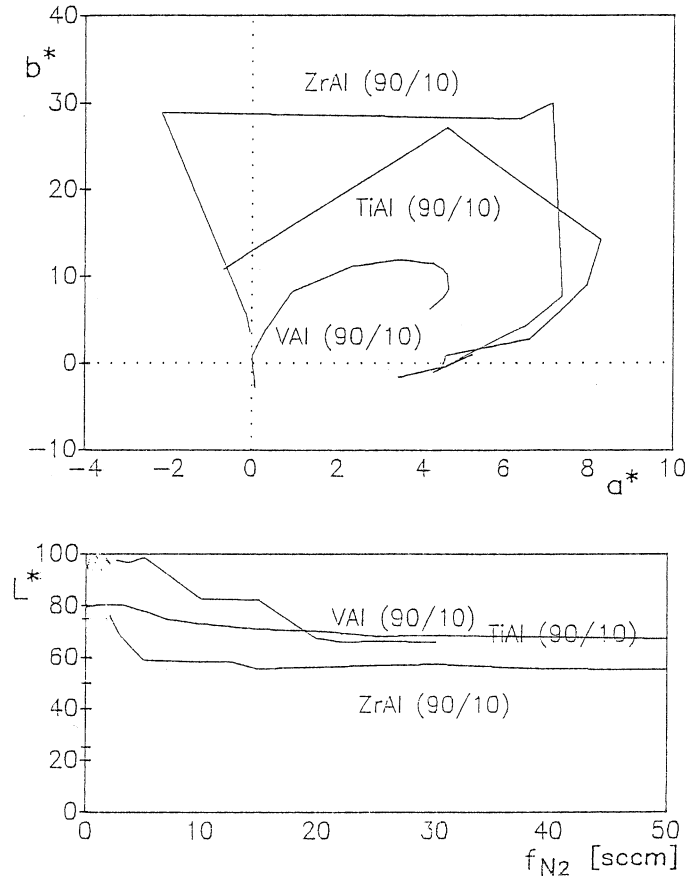 40
b*
30
20
10
0
−10
ZrAl (90/10)
TiAl (90/10)
VAl (90/10)
−4 −2 0 2 4 6 8 10
a*
100
L*
80
60
40
20
0
VAl (90/10)
TiAl (90/10)
ZrAl (90/10)
0 10 20 30 40 50
fN2 [sccm]